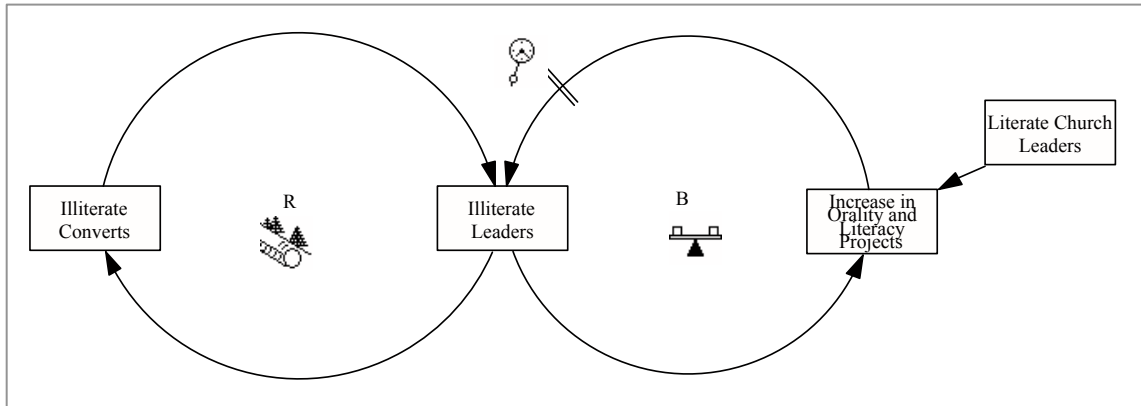 Literate Church
Leaders
R
B
Illiterate
Converts
Illiterate
Leaders
Increase in
Orality and
Literacy
Projects